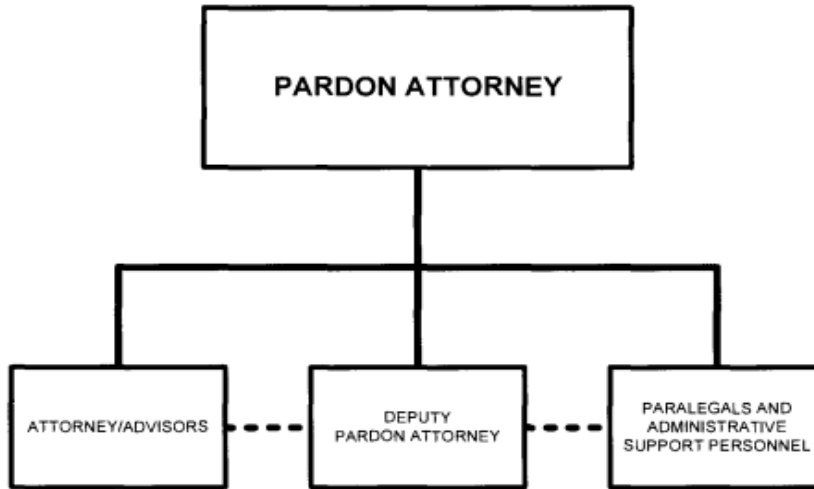 PARDON ATTORNEY
ATTORNEY/ADVISORS
DEPUTY
PARDON ATTORNEY
PARALEGALS AND
ADMINISTRATIVE
SUPPORT PERSONNEL